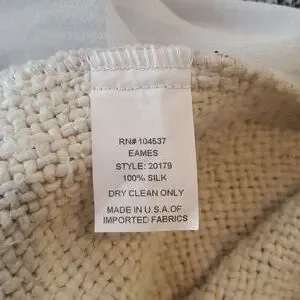 RN# 104537
EAMES
STYLE: 20179
100% SILK
DRY CLEAN ONLY
MADE IN U.S.A.OF
IMPORTED FABRICS